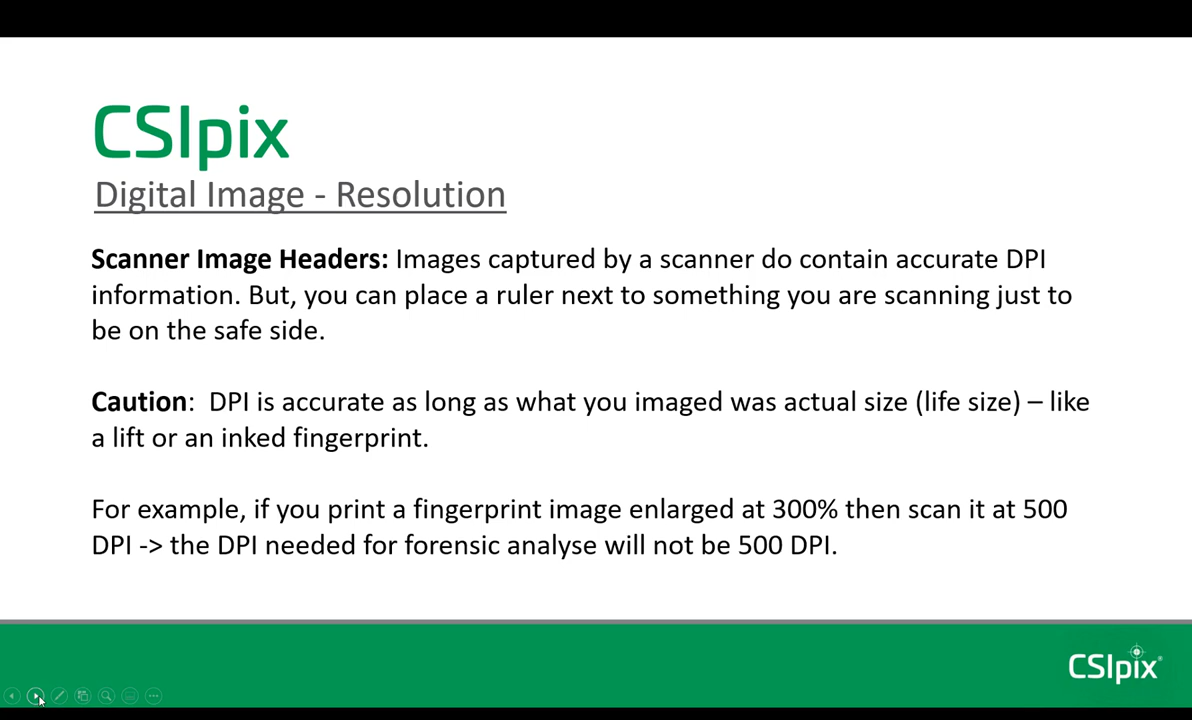 CSIpix
Digital Image - Resolution
Scanner Image Headers: Images captured by a scanner do contain accurate DPI
information. But, you can place a ruler next to something you are scanning just to
be on the safe side.
Caution:  DPI is accurate as long as what you imaged was actual size (life size) – like
a lift or an inked fingerprint.
For example, if you print a fingerprint image enlarged at 300% then scan it at 500
DPI -> the DPI needed for forensic analyse will not be 500 DPI.
CSIpix®